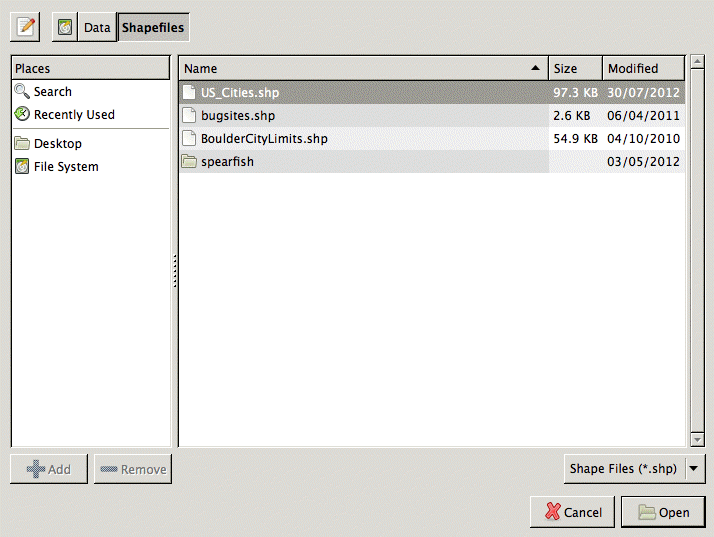 Data Shapefiles
Places
Search
Recently Used
Desktop
File System
Name Size Modified
US_Cities.shp 97.3 KB 30/07/2012
bugsites.shp 2.6 KB 06/04/2011
BoulderCityLimits.shp 54.9 KB 04/10/2010
spearfish 03/05/2012
Add Remove
Shape Files (*.shp)
Cancel Open